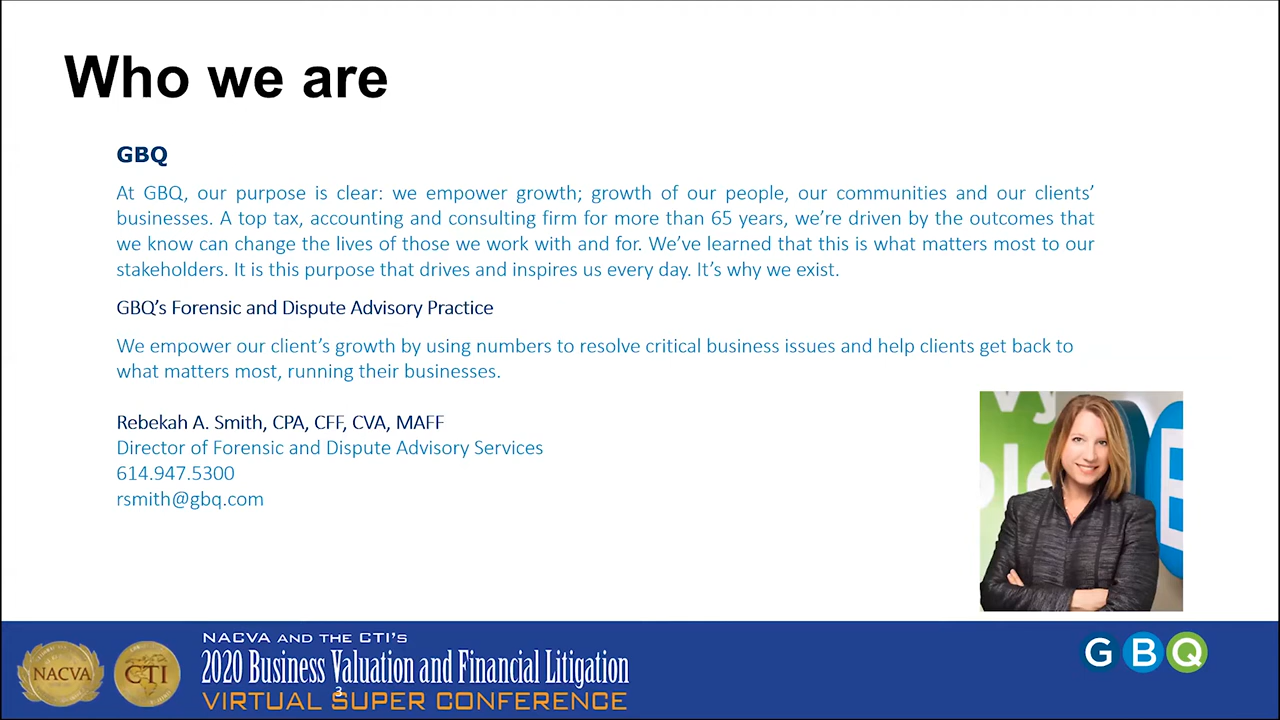 Who we are
GBQ
At GBQ, our purpose is clear: we empower growth; growth of our people, our communities and our clients’
businesses. A top tax, accounting and consulting firm for more than 65 years, we’re driven by the outcomes that
we know can change the lives of those we work with and for. We’ve learned that this is what matters most to our
stakeholders. It is this purpose that drives and inspires us every day. It’s why we exist.
GBQ’s Forensic and Dispute Advisory Practice
We empower our client’s growth by using numbers to resolve critical business issues and help clients get back to
what matters most, running their businesses.
Rebekah A. Smith, CPA, CFF, CVA, MAFF
Director of Forensic and Dispute Advisory Services
614.947.5300
rsmith@gbq.com
NACVA
CTI
NACVA AND THE CTI’S
2020 Business Valuation and Financial Litigation
VIRTUAL SUPER CONFERENCE
3
GBQ